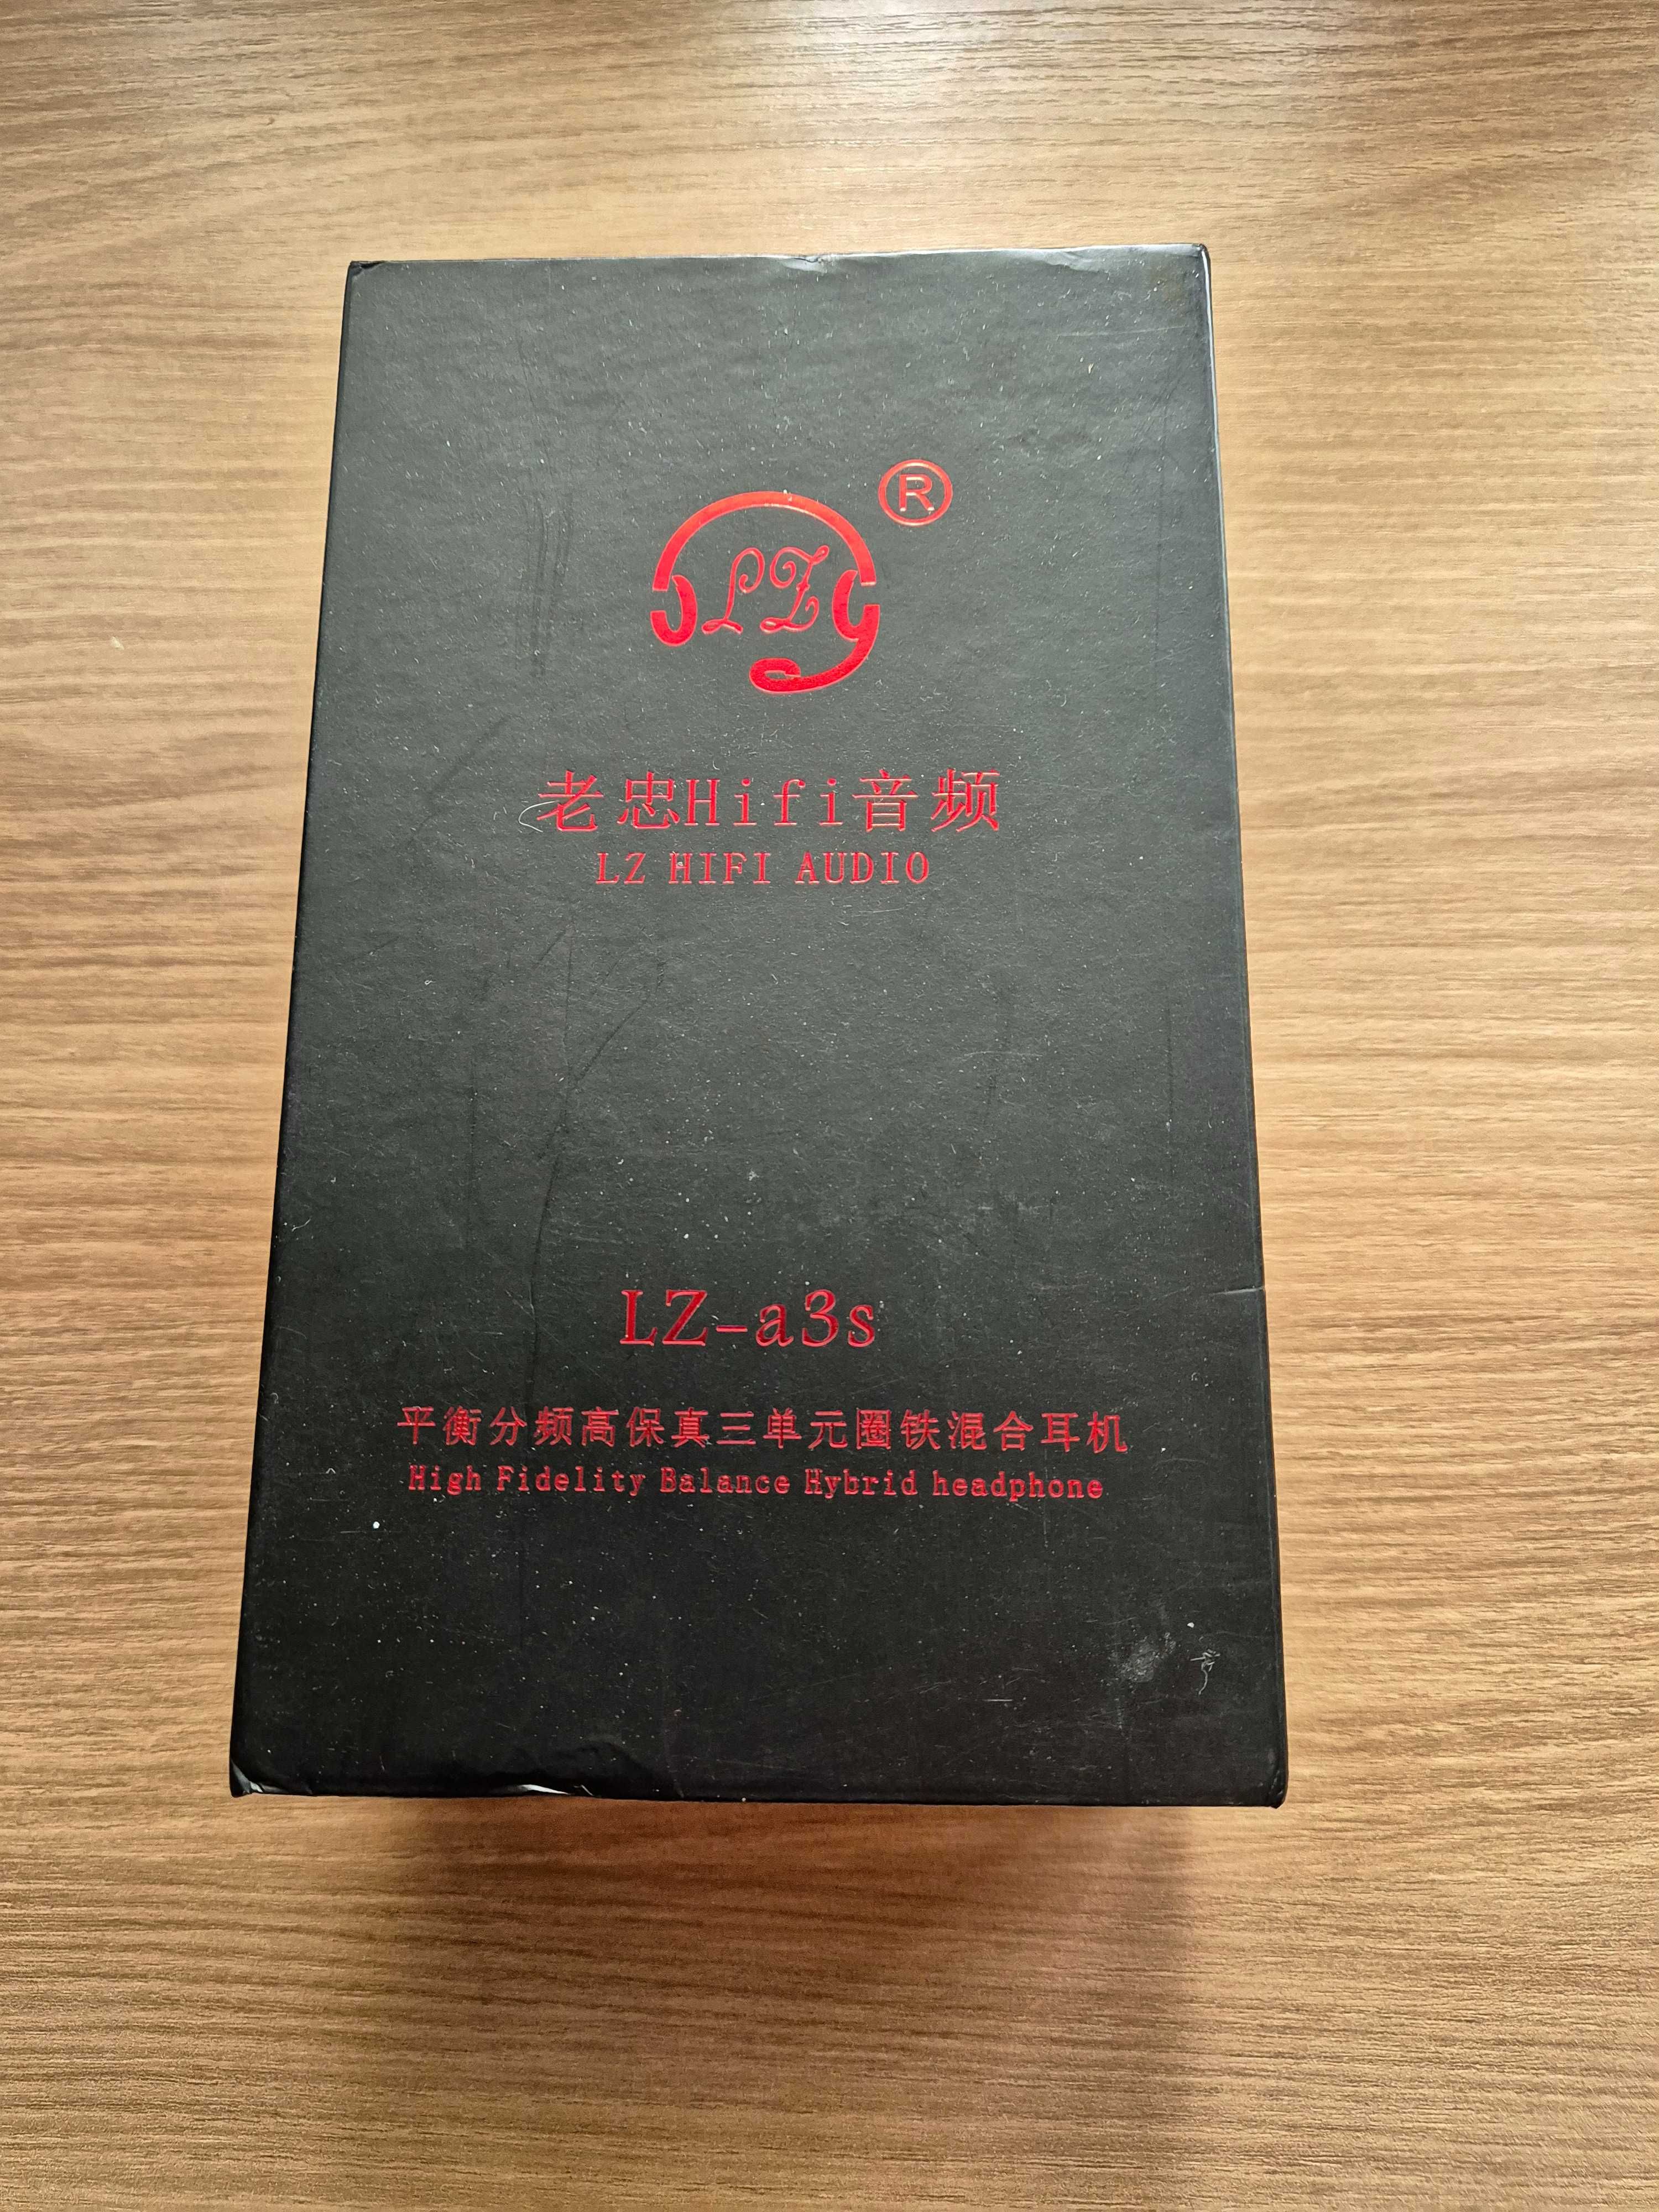 LZ
®
老忠Hifi音频
LZ HIFI AUDIO
LZ-a3s
平衡分频高保真三单元圈铁混合耳机
High Fidelity Balance Hybrid headphone